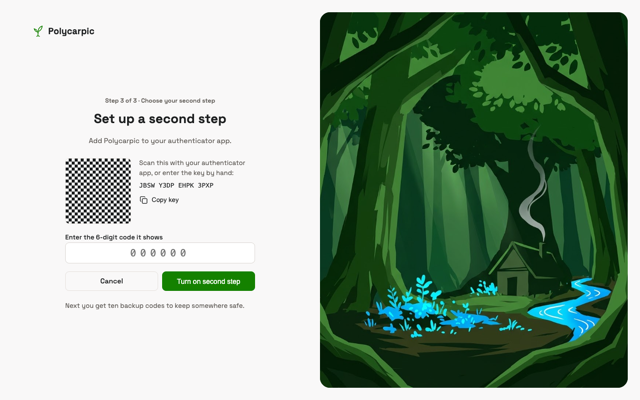 Polycarpic
Step 3 of 3 · Choose your second step
Set up a second step
Add Polycarpic to your authenticator app.
Scan this with your authenticator
app, or enter the key by hand:
JBSW Y3DP EHPK 3PXP
Copy key
Enter the 6-digit code it shows
000000
Cancel
Turn on second step
Next you get ten backup codes to keep somewhere safe.